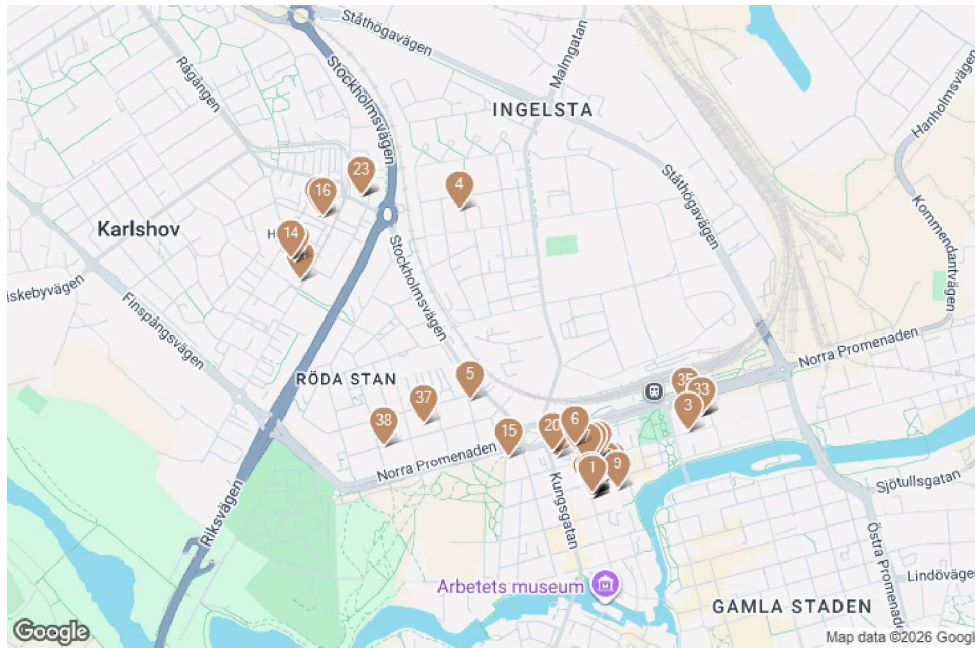 Ståthögavägen
Malmgatan
Stockholmsvägen
Rågången
INGELSTA
Hanholmsvägen
23
4
16
Ståthögavägen
Kommendantvägen
Karlshov
14
H
Stockholmsvägen
iskebyvägen
Finspångsvägen
Norra Promenaden
RÖDA STAN
5
35
33
37
3
38
6
20
15
Norra Promenaden
1
9
Kungsgatan
Sjötullsgatan
Riksvägen
Östra Promenaden
Lindövägen
Arbetets museum
GAMLA STADEN
Google
Map data ©2026 Google